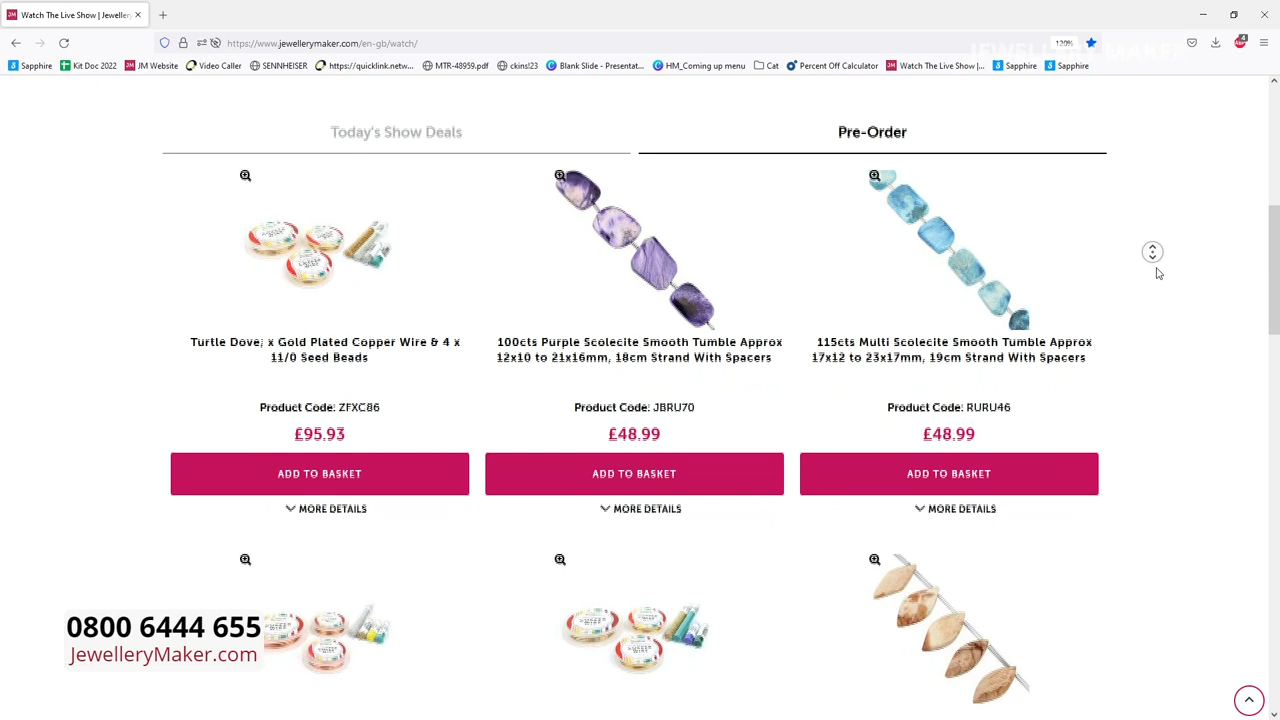 Watch The Live Show | Jeweller
https://www.jewellerymaker.com gb/watch/
120%
Sapphire Kit Doc 2022 JM Website Video Caller SENNHEISER https://quicklink.netw... MTR-48959.pdf ckins!23 Blank Slide - Presentat... HM_Coming up menu Cat Percent Off Calculator Watch The Live Show |... Sapphire Sapphire
JEWELLERY MAKER
Today's Show Deals Pre-Order
Turtle Dove; x Gold Plated Copper Wire & 4 x
11/0 Seed Beads
Product Code: ZFXC86
£95.93
ADD TO BASKET
MORE DETAILS
100cts Purple Scolecite Smooth Tumble Approx
12x10 to 21x16mm, 18cm Strand With Spacers
Product Code: JBRU70
£48.99
ADD TO BASKET
MORE DETAILS
115cts Multi Scolecite Smooth Tumble Approx
17x12 to 23x17mm, 19cm Strand With Spacers
Product Code: RURU46
£48.99
ADD TO BASKET
MORE DETAILS
0800 6444 655
JewelleryMaker.com